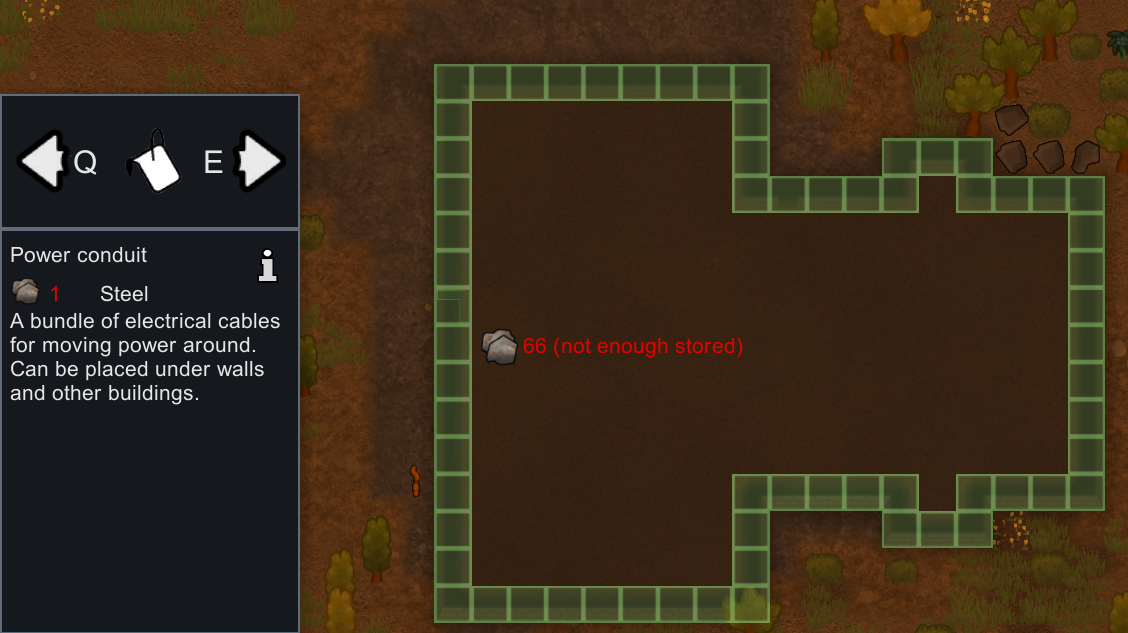 Q E
Power conduit
1 Steel
A bundle of electrical cables
for moving power around.
Can be placed under walls
and other buildings.
66 (not enough stored)